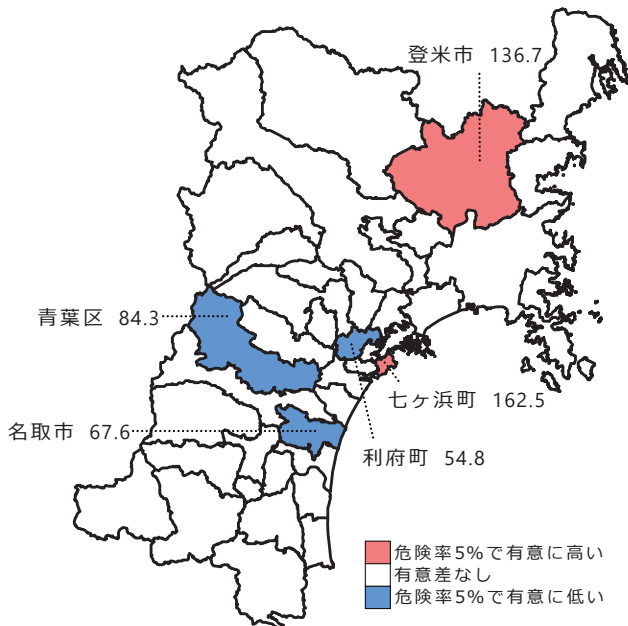 登米市 136.7
青葉区 84.3
七ヶ浜町 162.5
名取市 67.6
利府町 54.8
危険率5%で有意に高い
有意差なし
危険率5%で有意に低い